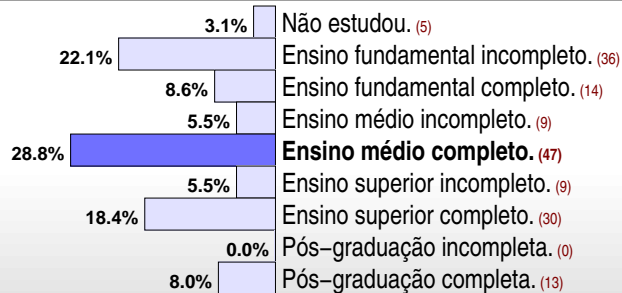 3.1% Não estudou. (5)
22.1% Ensino fundamental incompleto. (36)
8.6% Ensino fundamental completo. (14)
5.5% Ensino médio incompleto. (9)
28.8% Ensino médio completo. (47)
5.5% Ensino superior incompleto. (9)
18.4% Ensino superior completo. (30)
0.0% Pós−graduação incompleta. (0)
8.0% Pós−graduação completa. (13)